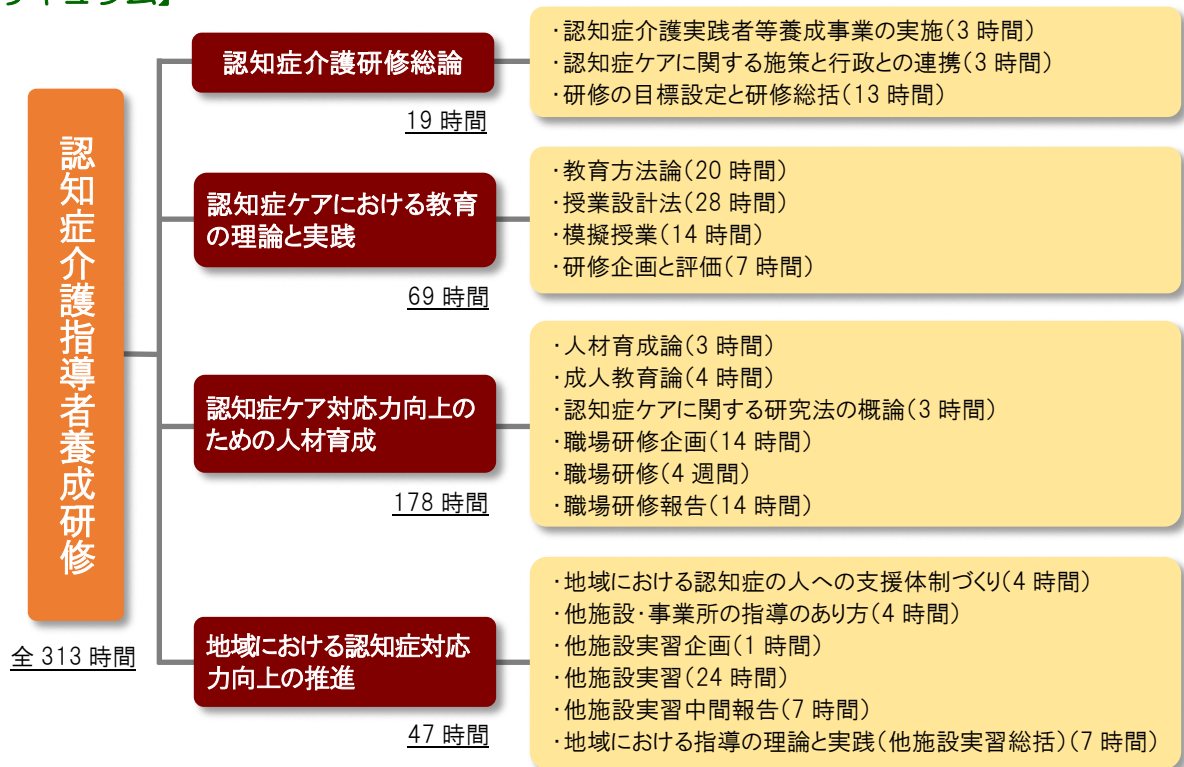 キュラム】
認知症介護指導者養成研修
全 313 時間
認知症介護研修総論
19 時間
・認知症介護実践者等養成事業の実施(3 時間)
・認知症ケアに関する施策と行政との連携(3 時間)
・研修の目標設定と研修総括(13 時間)
認知症ケアにおける教育
の理論と実践
69 時間
・教育方法論(20 時間)
・授業設計法(28 時間)
・模擬授業(14 時間)
・研修企画と評価(7 時間)
認知症ケア対応力向上の
ための人材育成
178 時間
・人材育成論(3 時間)
・成人教育論(4 時間)
・認知症ケアに関する研究法の概論(3 時間)
・職場研修企画(14 時間)
・職場研修(4 週間)
・職場研修報告(14 時間)
地域における認知症対応
力向上の推進
47 時間
・地域における認知症の人への支援体制づくり(4 時間)
・他施設・事業所の指導のあり方(4 時間)
・他施設実習企画(1 時間)
・他施設実習(24 時間)
・他施設実習中間報告(7 時間)
・地域における指導の理論と実践(他施設実習総括)(7 時間)